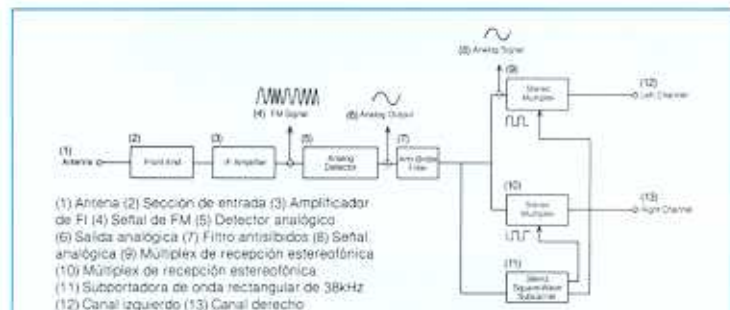 (8) Analog Signal
(9)
Stereo
Multiplex
(12)
Left Channel
(4) FM Signal
(6) Analog Output
(1)
Antenna
(2)
Front End
(3)
IF Amplifier
(5)
Analog
Detector
(7)
Anti-Birdie
Filter
(10)
Stereo
Multiplex
(13)
Right Channel
(11)
38kHz
Square-Wave
Subcarrier
(1) Antena (2) Sección de entrada (3) Amplificador
de FI (4) Señal de FM (5) Detector analógico
(6) Salida analógica (7) Filtro antisilbidos (8) Señal
analógica (9) Múltiplex de recepción estereofónica
(10) Múltiplex de recepción estereofónica
(11) Subportadora de onda rectangular de 38kHz
(12) Canal izquierdo (13) Canal derecho